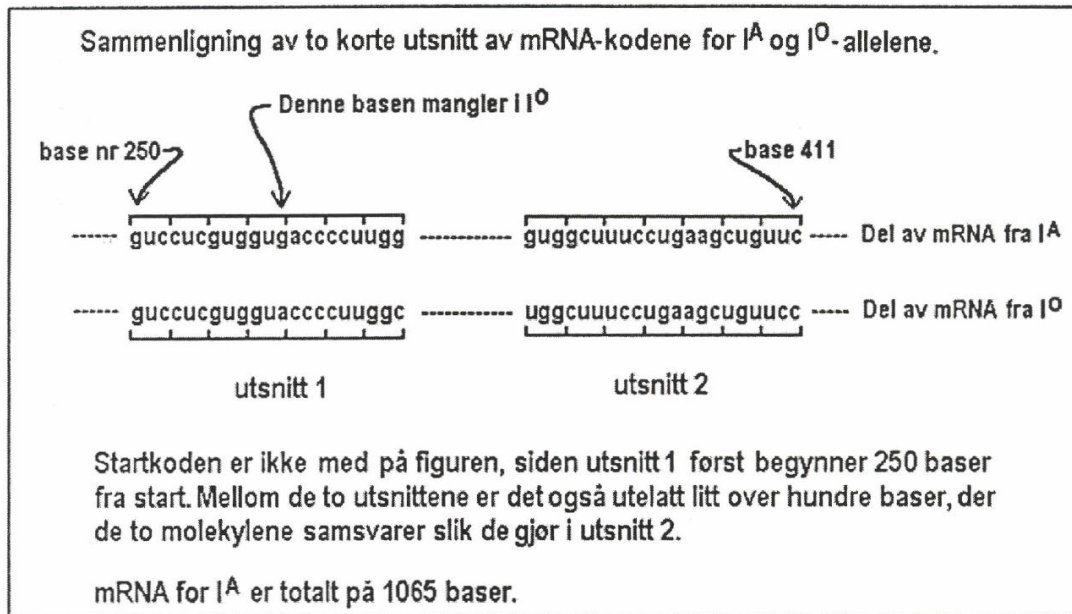 Sammenligning av to korte utsnitt av mRNA-kodene for Iᴬ og Iᴼ-allelene.
Denne basen mangler i Iᴼ
base nr 250
base 411
guccucguggugaccccuugg guggcuuuccugaagcuguuc Del av mRNA fra Iᴬ
guccucgugguaccccuuggc uggcuuuccugaagcuguucc Del av mRNA fra Iᴼ
utsnitt 1 utsnitt 2
Startkoden er ikke med på figuren, siden utsnitt 1 først begynner 250 baser
fra start. Mellom de to utsnittene er det også utelatt litt over hundre baser, der
de to molekylene samsvarer slik de gjør i utsnitt 2.
mRNA for Iᴬ er totalt på 1065 baser.